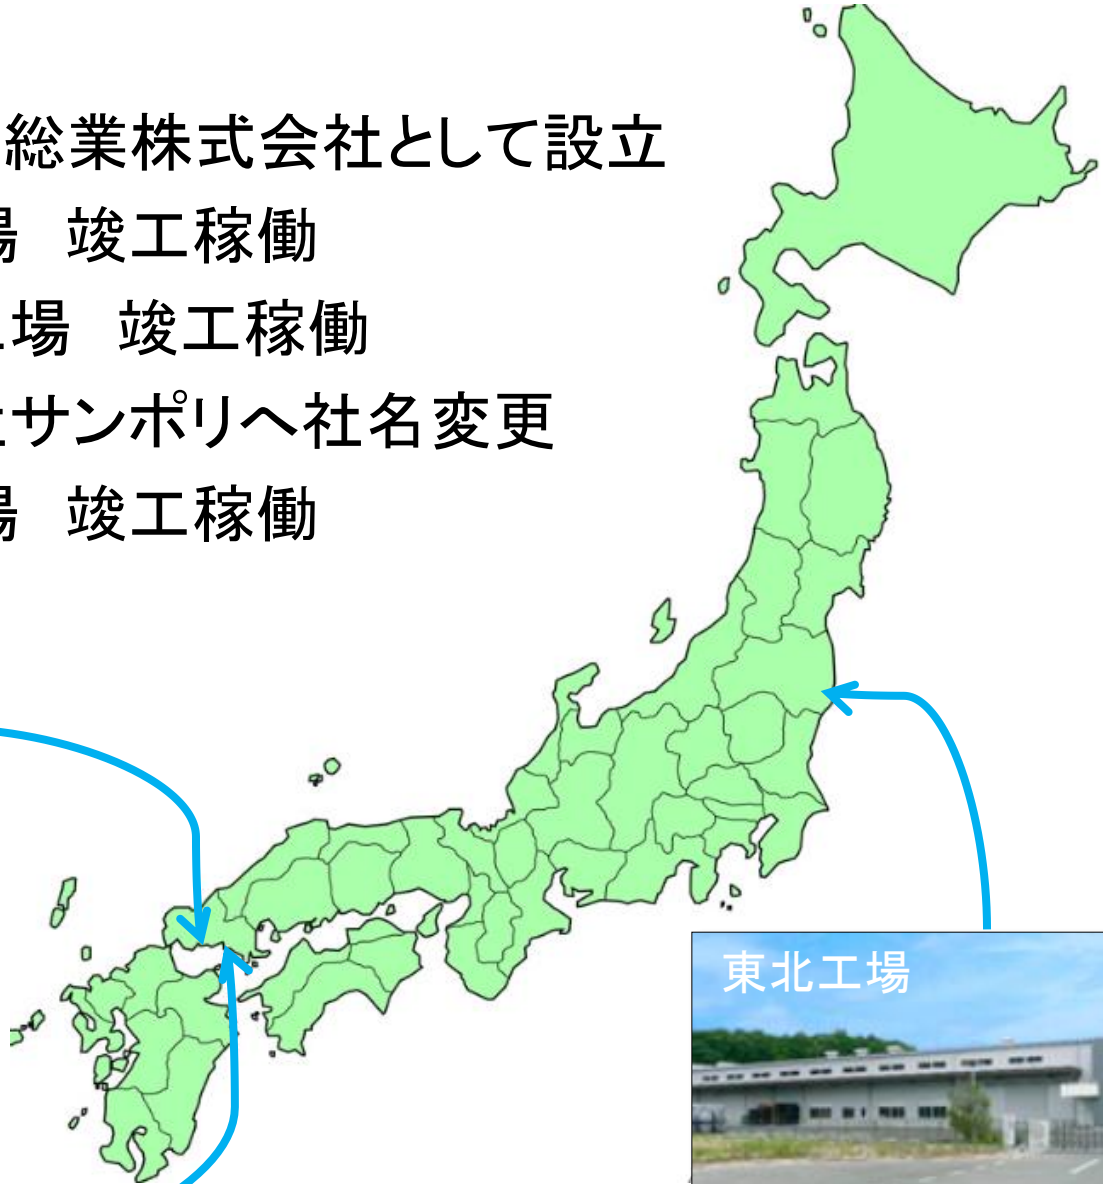 総業株式会社として設立
場　竣工稼働
工場　竣工稼働
社サンポリへ社名変更
場　竣工稼働
東北工場